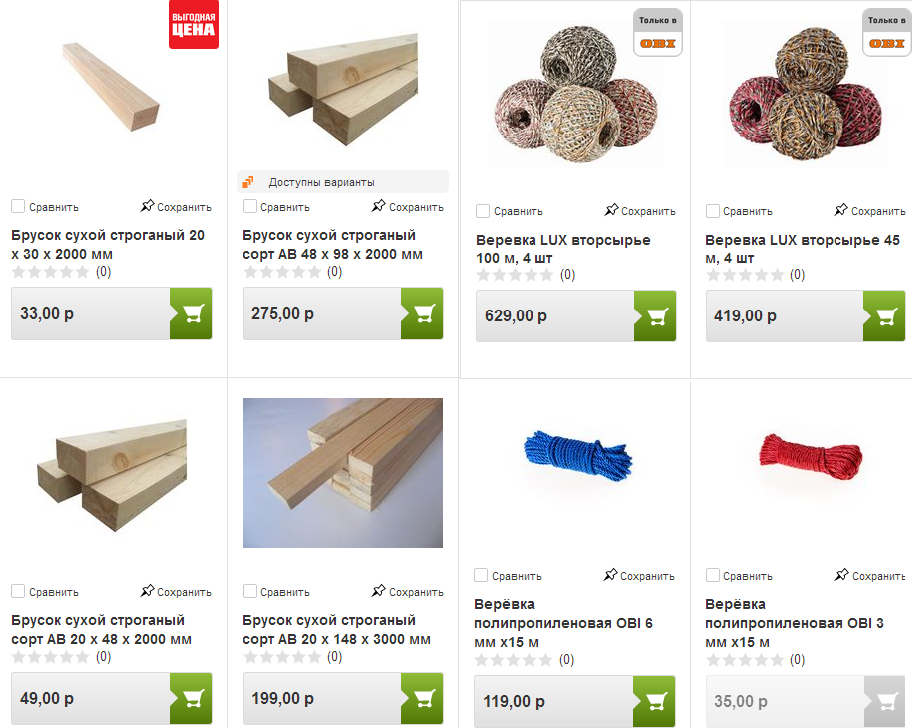 ВЫГОДНАЯ
ЦЕНА
Сравнить
Сохранить
Брусок сухой строганый 20
x 30 x 2000 мм
(0)
33,00 р
Доступны варианты
Сравнить
Сохранить
Брусок сухой строганый
сорт АВ 48 x 98 x 2000 мм
(0)
275,00 р
Только в
OBI
Сравнить
Сохранить
Веревка LUX вторсырье
100 м, 4 шт
(0)
629,00 р
Только в
OBI
Сравнить
Сохранить
Веревка LUX вторсырье 45
м, 4 шт
(0)
419,00 р
Сравнить
Сохранить
Брусок сухой строганый
сорт АВ 20 x 48 x 2000 мм
(0)
49,00 р
Сравнить
Сохранить
Брусок сухой строганый
сорт АВ 20 x 148 x 3000 мм
(0)
199,00 р
Сравнить
Сохранить
Верёвка
полипропиленовая OBI 6
мм x15 м
(0)
119,00 р
Сравнить
Сохранить
Верёвка
полипропиленовая OBI 3
мм x15 м
(0)
35,00 р